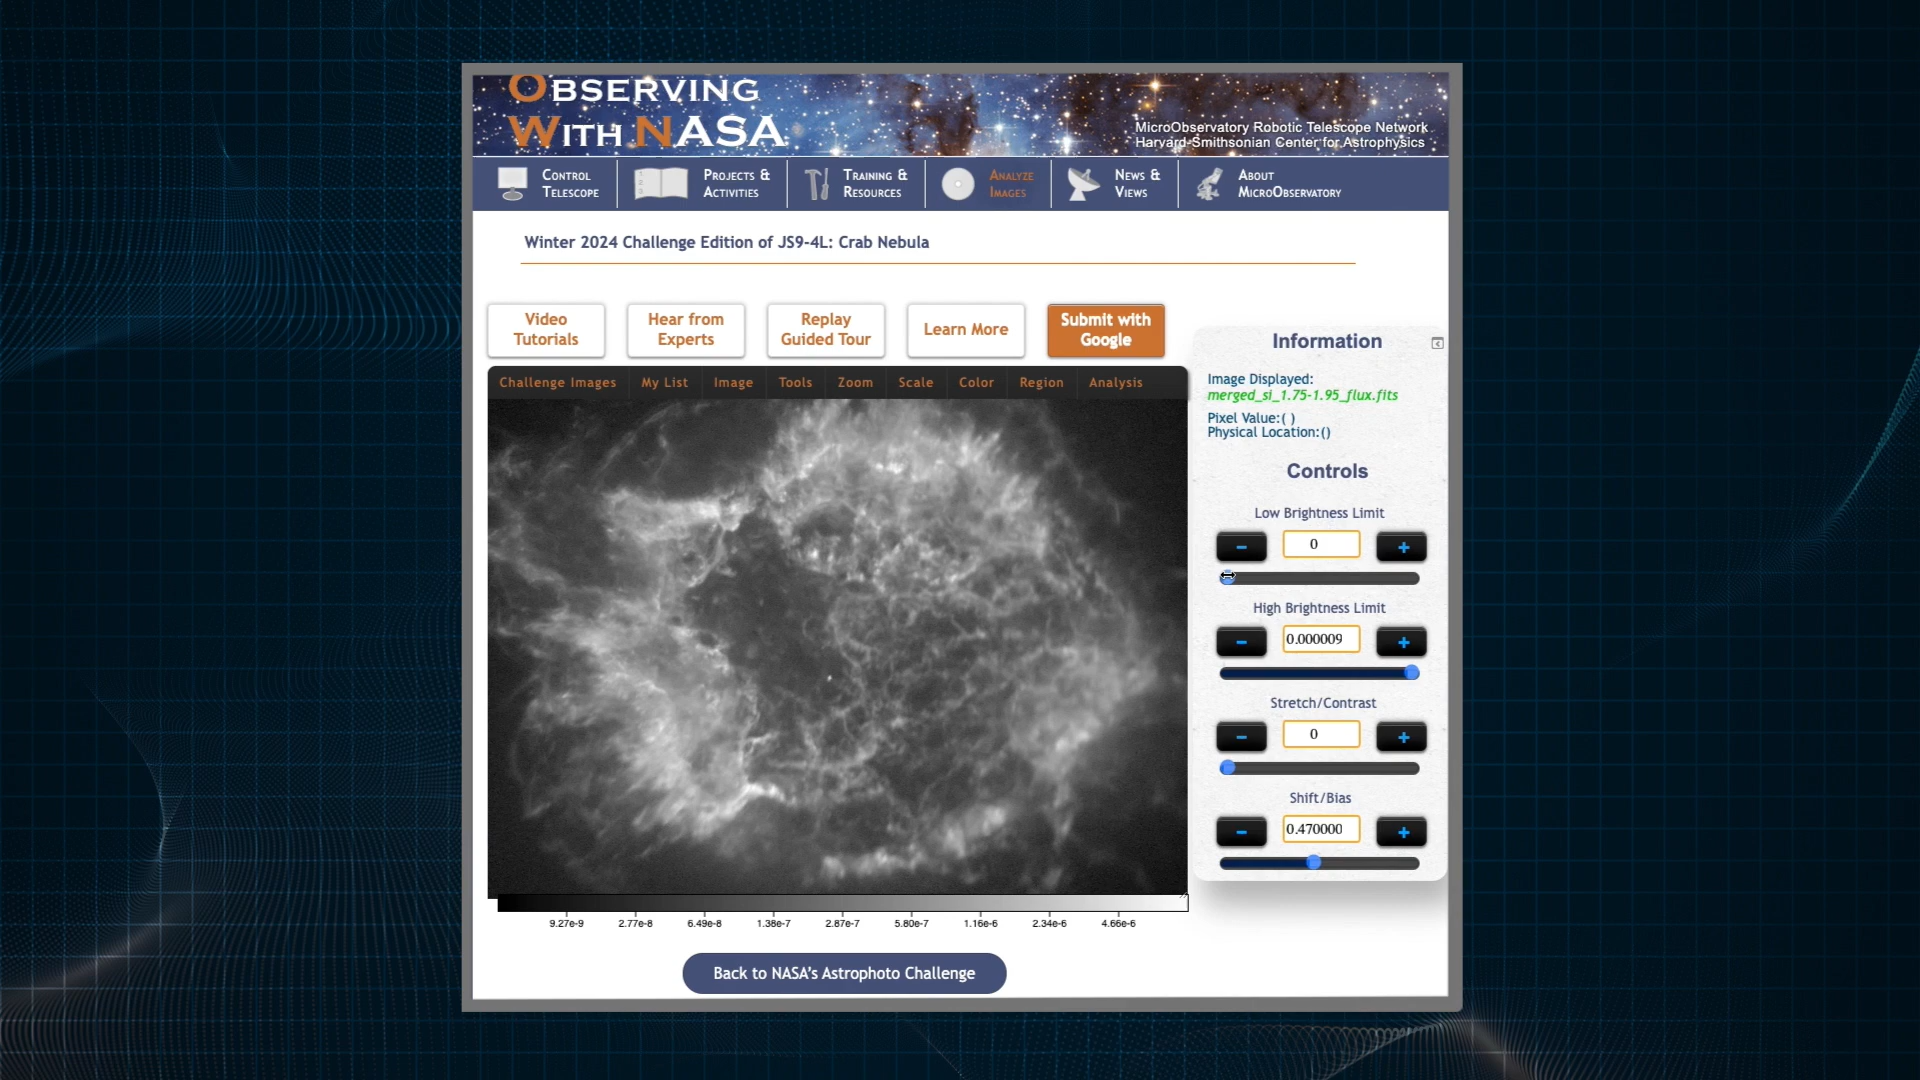 OBSERVING
WITH NASA
MicroObservatory Robotic Telescope Network
Harvard-Smithsonian Center for Astrophysics
CONTROL
TELESCOPE
PROJECTS &
ACTIVITIES
TRAINING &
RESOURCES
ANALYZE
IMAGES
NEWS &
VIEWS
ABOUT
MICROOBSERVATORY
Winter 2024 Challenge Edition of JS9-4L: Crab Nebula
Video
Tutorials
Hear from
Experts
Replay
Guided Tour
Learn More
Submit with
Google
Challenge Images My List Image Tools Zoom Scale Color Region Analysis
9.27e-9 2.77e-8 6.49e-8 1.38e-7 2.87e-7 5.80e-7 1.16e-6 2.34e-6 4.66e-6
Back to NASA's Astrophoto Challenge
Information
Image Displayed:
merged_si_1.75-1.95_flux.fits
Pixel Value:( )
Physical Location:()
Controls
Low Brightness Limit
− 0 +
High Brightness Limit
− 0.000009 +
Stretch/Contrast
− 0 +
Shift/Bias
− 0.470000 +